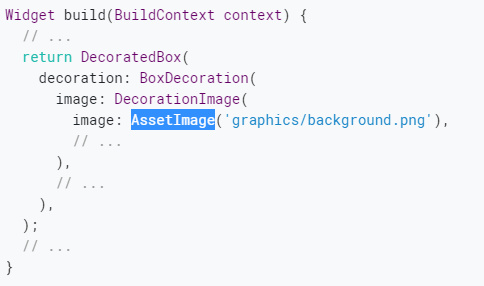 Widget build(BuildContext context) {
  // ...
  return DecoratedBox(
    decoration: BoxDecoration(
      image: DecorationImage(
        image: AssetImage('graphics/background.png'),
        // ...
      ),
      // ...
    ),
  );
  // ...
}